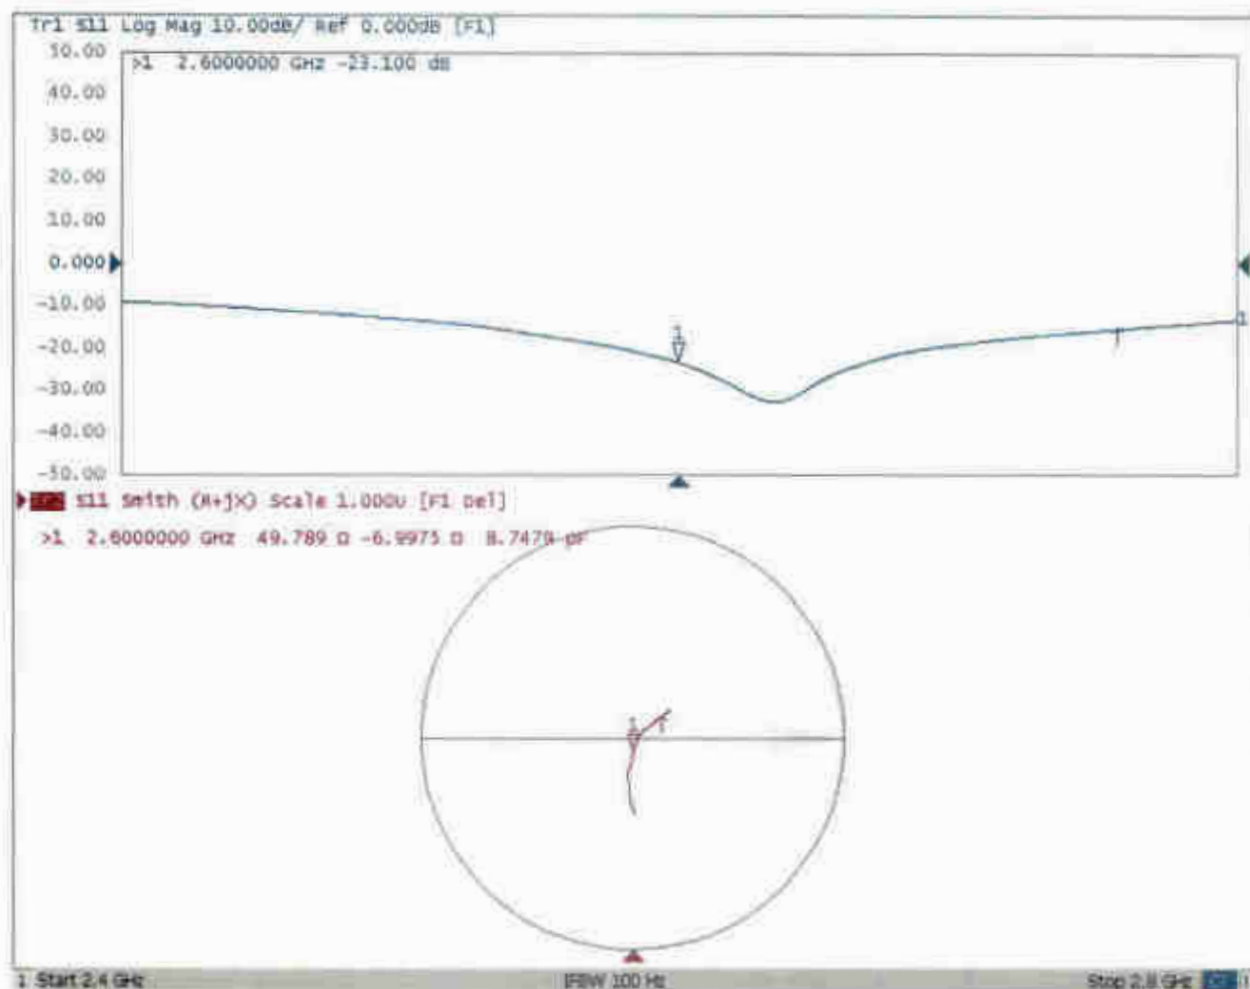 Tr1 S11 Log Mag 10.00dB/ Ref 0.000dB [F1]
50.00
>1 2.6000000 GHz -23.100 dB
40.00
30.00
20.00
10.00
0.000
-10.00
1
1
-20.00
-30.00
-40.00
-50.00
S11 Smith (R+jX) Scale 1.000U [F1 Del]
>1 2.6000000 GHz 49.789 Ω -6.9975 Ω 8.7479 pF
1
1 Start 2.4 GHz IFBW 100 Hz Stop 2.8 GHz